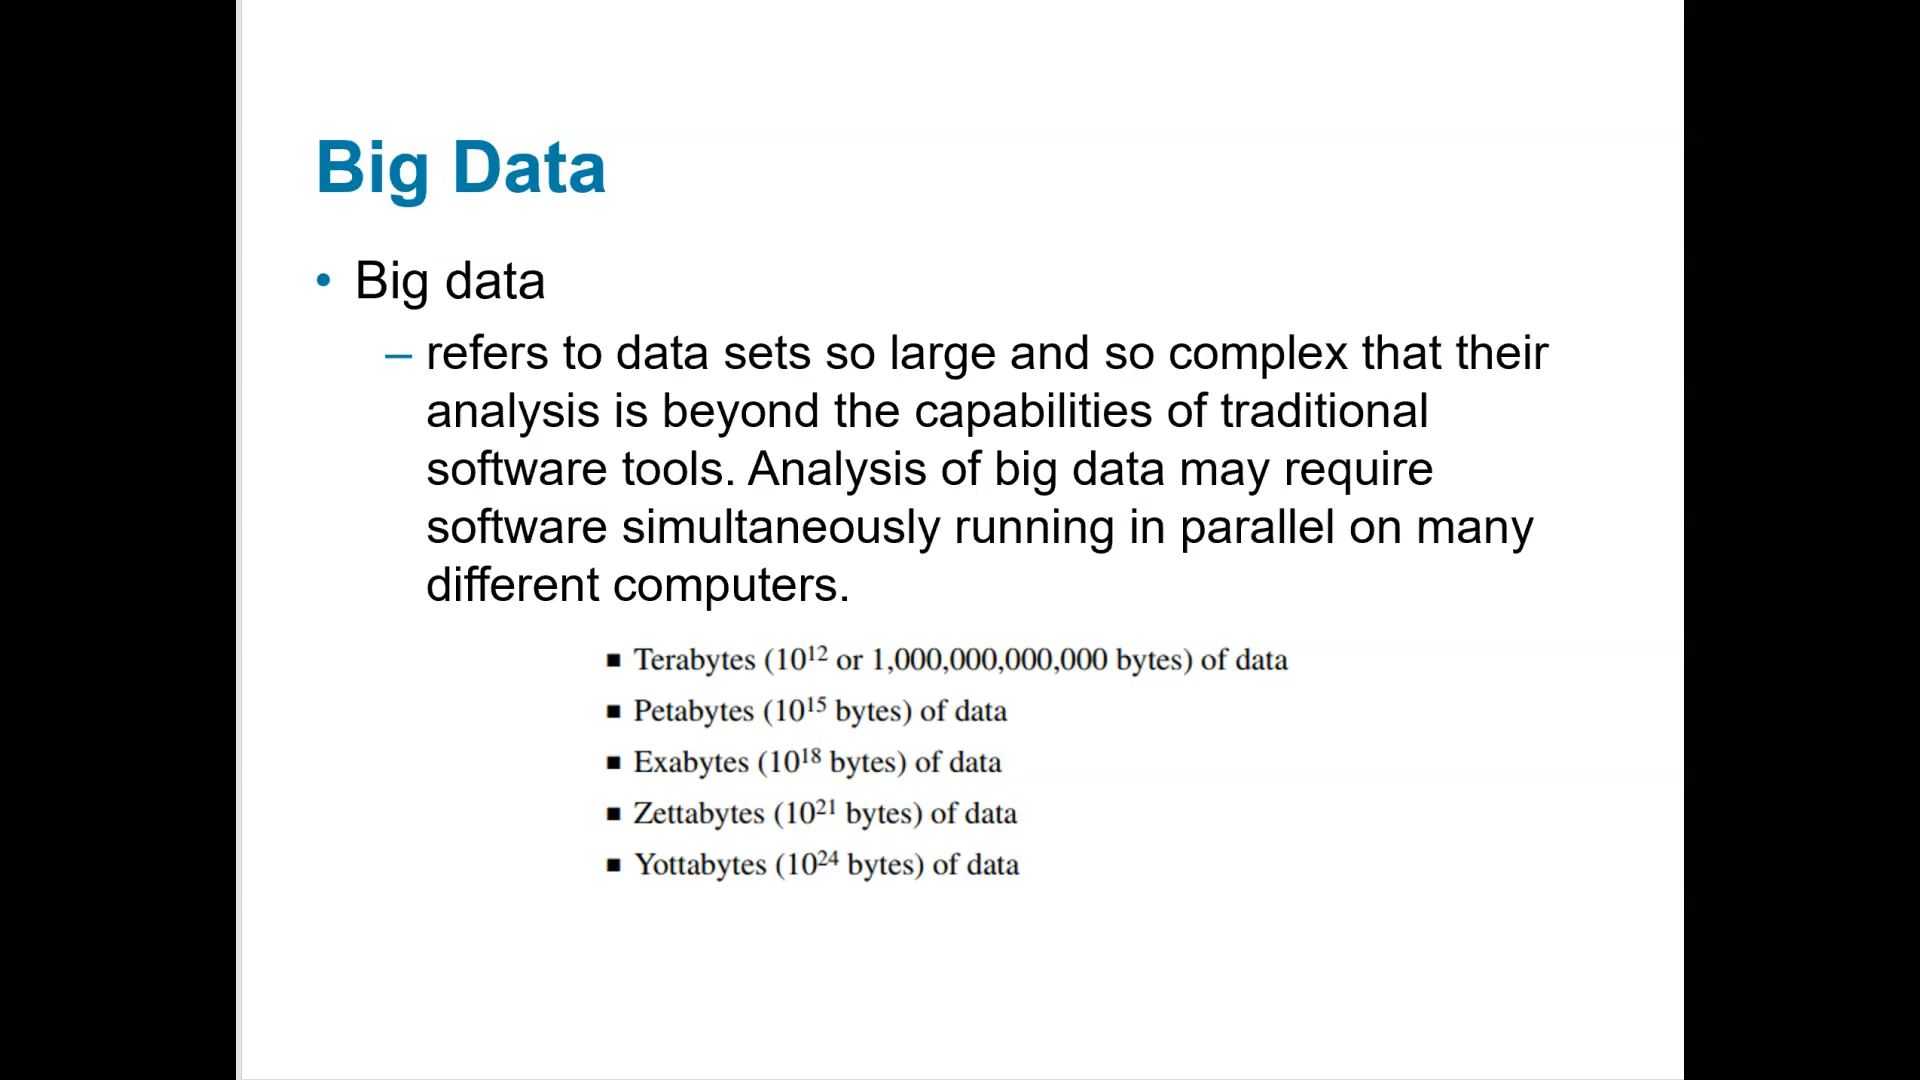 Big Data
• Big data
– refers to data sets so large and so complex that their
analysis is beyond the capabilities of traditional
software tools. Analysis of big data may require
software simultaneously running in parallel on many
different computers.
■ Terabytes (10¹² or 1,000,000,000,000 bytes) of data
■ Petabytes (10¹⁵ bytes) of data
■ Exabytes (10¹⁸ bytes) of data
■ Zettabytes (10²¹ bytes) of data
■ Yottabytes (10²⁴ bytes) of data